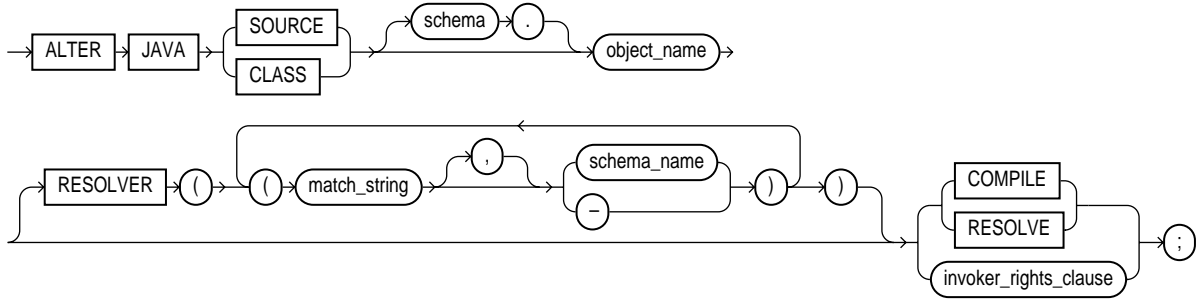 ALTER JAVA SOURCE schema . object_name
CLASS
RESOLVER ( ( match_string , schema_name ) ) COMPILE
– RESOLVE
invoker_rights_clause ;